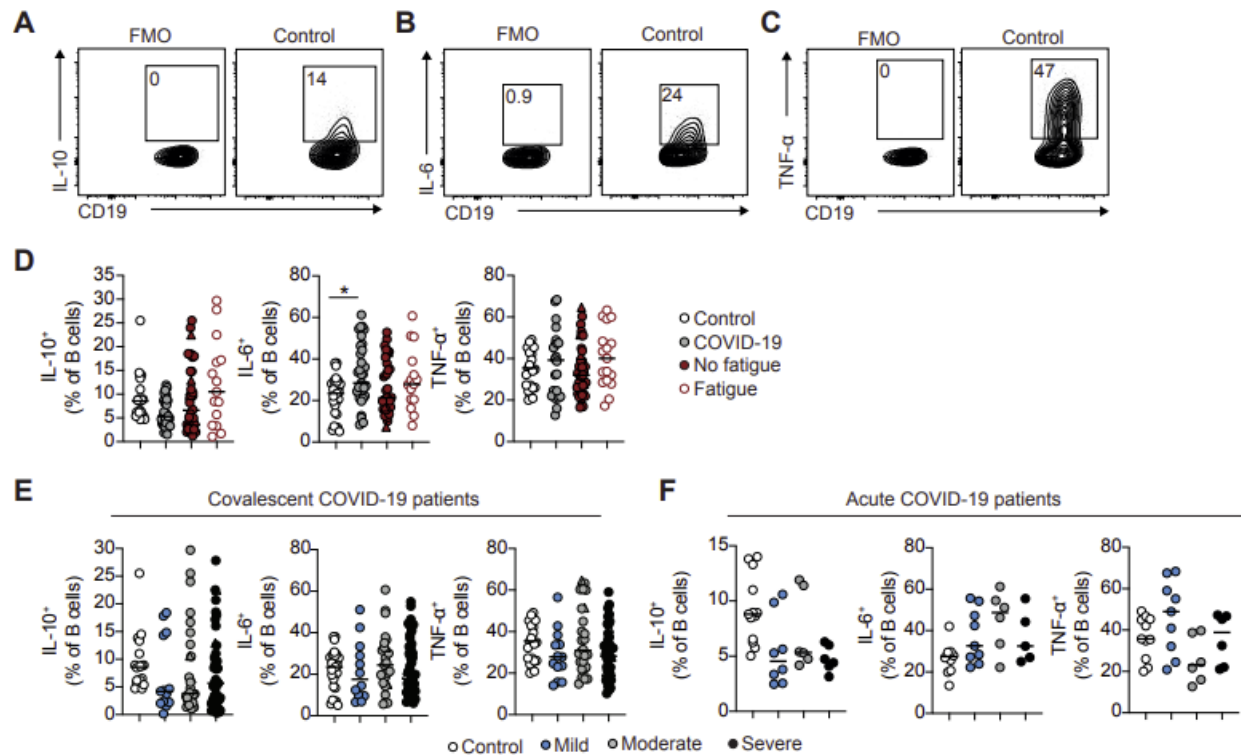 A
FMO
Control
0
14
IL-10
CD19
B
FMO
Control
0.9
24
IL-6
CD19
C
FMO
Control
0
47
TNF-α
CD19
D
IL-10⁺
(% of B cells)
35
30
25
20
15
10
5
0
IL-6⁺
(% of B cells)
80
60
40
20
0
*
TNF-α⁺
(% of B cells)
80
60
40
20
0
Control
COVID-19
No fatigue
Fatigue
E
Covalescent COVID-19 patients
IL-10⁺
(% of B cells)
30
25
20
15
10
5
0
IL-6⁺
(% of B cells)
80
60
40
20
0
TNF-α⁺
(% of B cells)
80
60
40
20
0
F
Acute COVID-19 patients
IL-10⁺
(% of B cells)
15
10
5
0
IL-6⁺
(% of B cells)
80
60
40
20
0
TNF-α⁺
(% of B cells)
80
60
40
20
0
Control Mild Moderate Severe